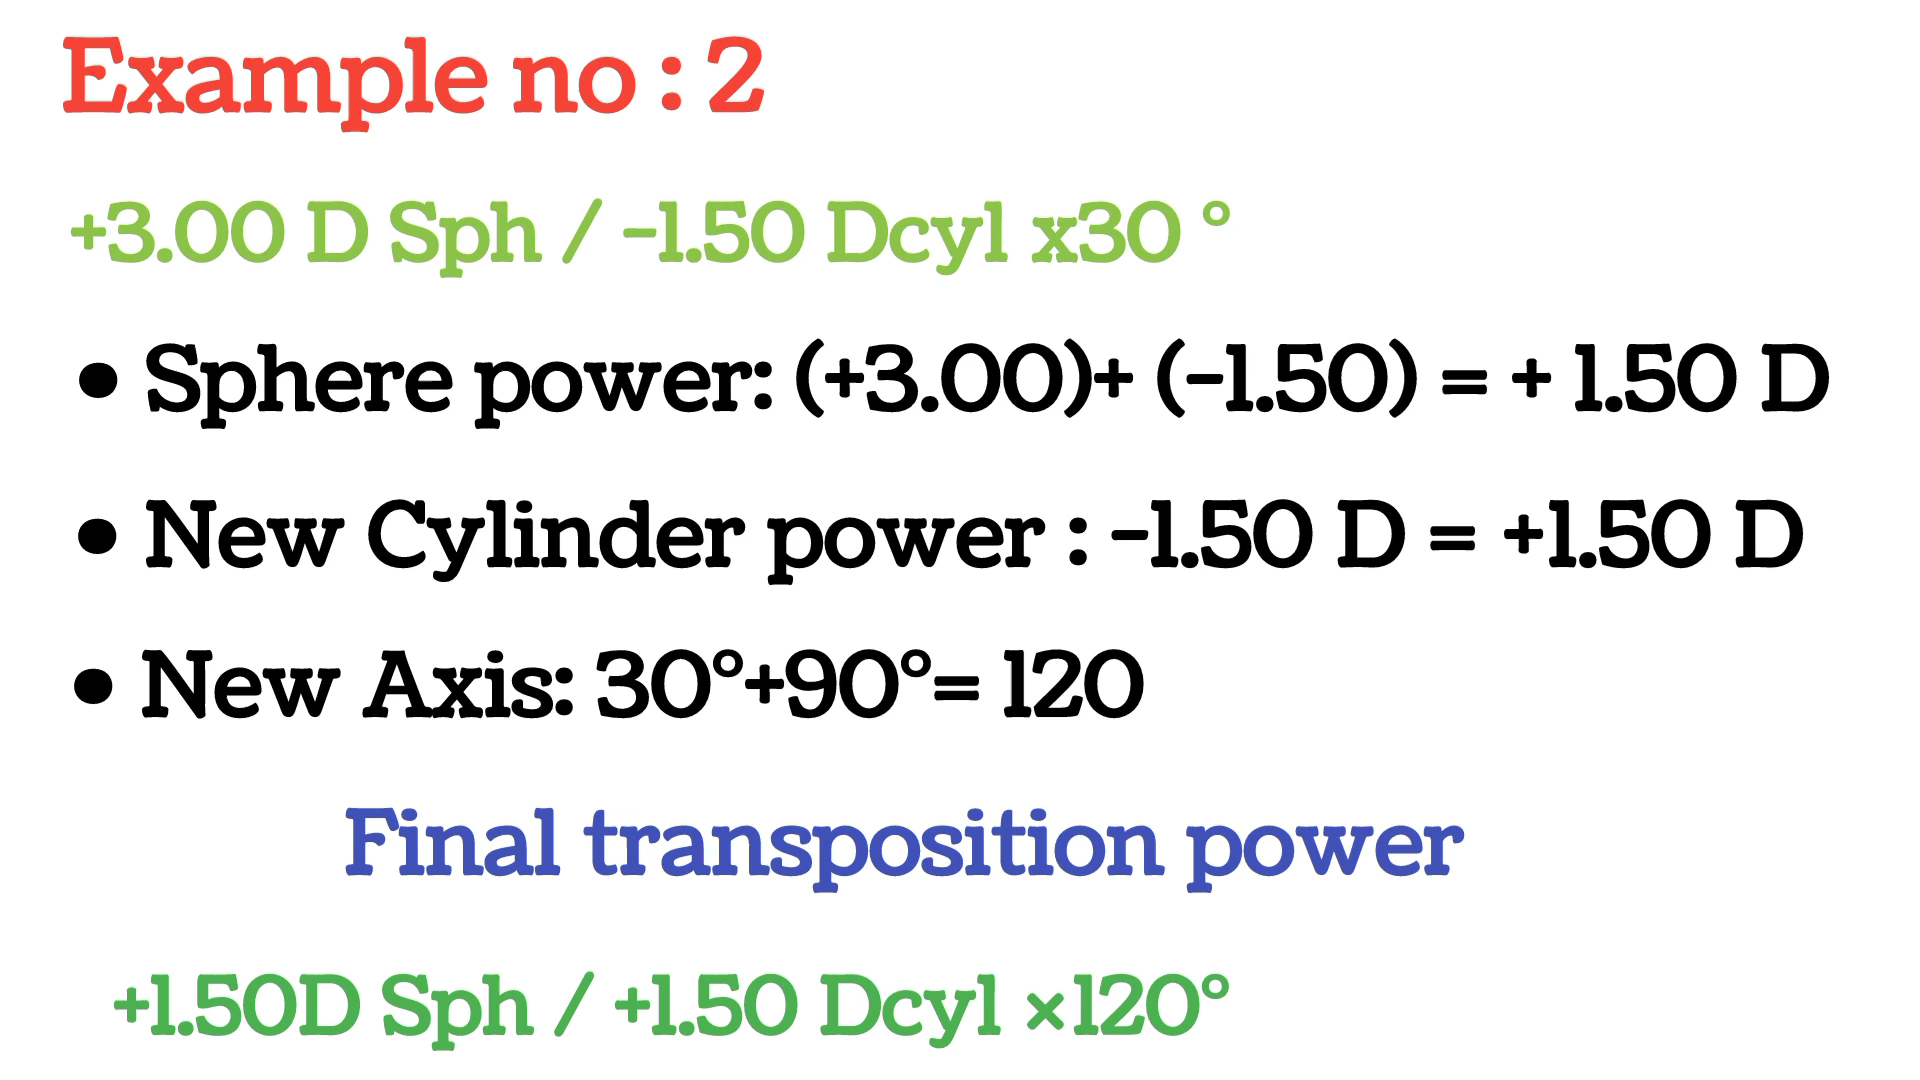 Example no : 2
+3.00 D Sph / -1.50 Dcyl x30 °
• Sphere power: (+3.00)+ (-1.50) = + 1.50 D
• New Cylinder power : -1.50 D = +1.50 D
• New Axis: 30°+90°= 120
Final transposition power
+1.50D Sph / +1.50 Dcyl ×120°